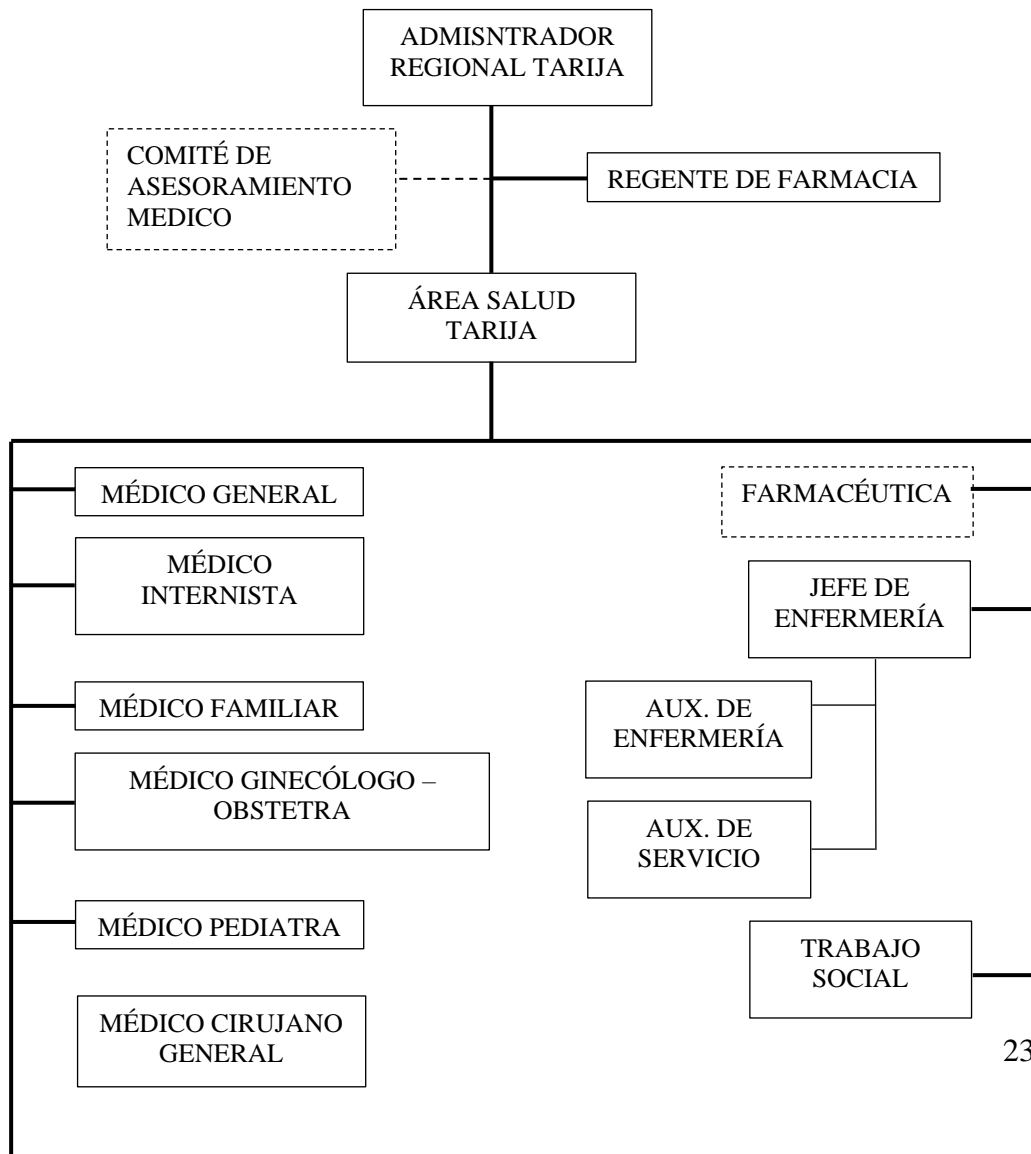 ADMISNTRADOR
REGIONAL TARIJA
COMITÉ DE
ASESORAMIENTO
MEDICO
REGENTE DE FARMACIA
ÁREA SALUD
TARIJA
MÉDICO GENERAL
FARMACÉUTICA
MÉDICO
INTERNISTA
JEFE DE
ENFERMERÍA
MÉDICO FAMILIAR
AUX. DE
ENFERMERÍA
MÉDICO GINECÓLOGO –
OBSTETRA
AUX. DE
SERVICIO
MÉDICO PEDIATRA
TRABAJO
SOCIAL
MÉDICO CIRUJANO
GENERAL
23